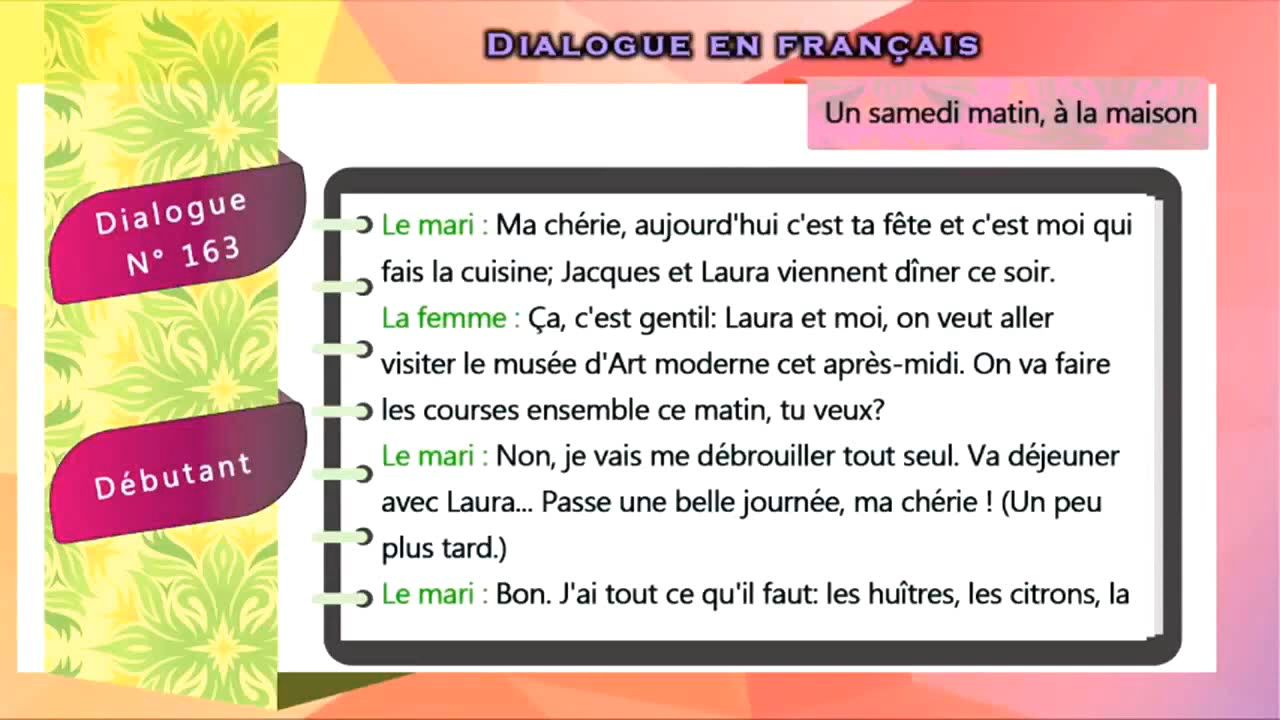 Dialogue en français
Un samedi matin, à la maison
Dialogue
N° 163
Débutant
Le mari : Ma chérie, aujourd'hui c'est ta fête et c'est moi qui
fais la cuisine; Jacques et Laura viennent dîner ce soir.
La femme : Ça, c'est gentil: Laura et moi, on veut aller
visiter le musée d'Art moderne cet après-midi. On va faire
les courses ensemble ce matin, tu veux?
Le mari : Non, je vais me débrouiller tout seul. Va déjeuner
avec Laura... Passe une belle journée, ma chérie ! (Un peu
plus tard.)
Le mari : Bon. J'ai tout ce qu'il faut: les huîtres, les citrons, la